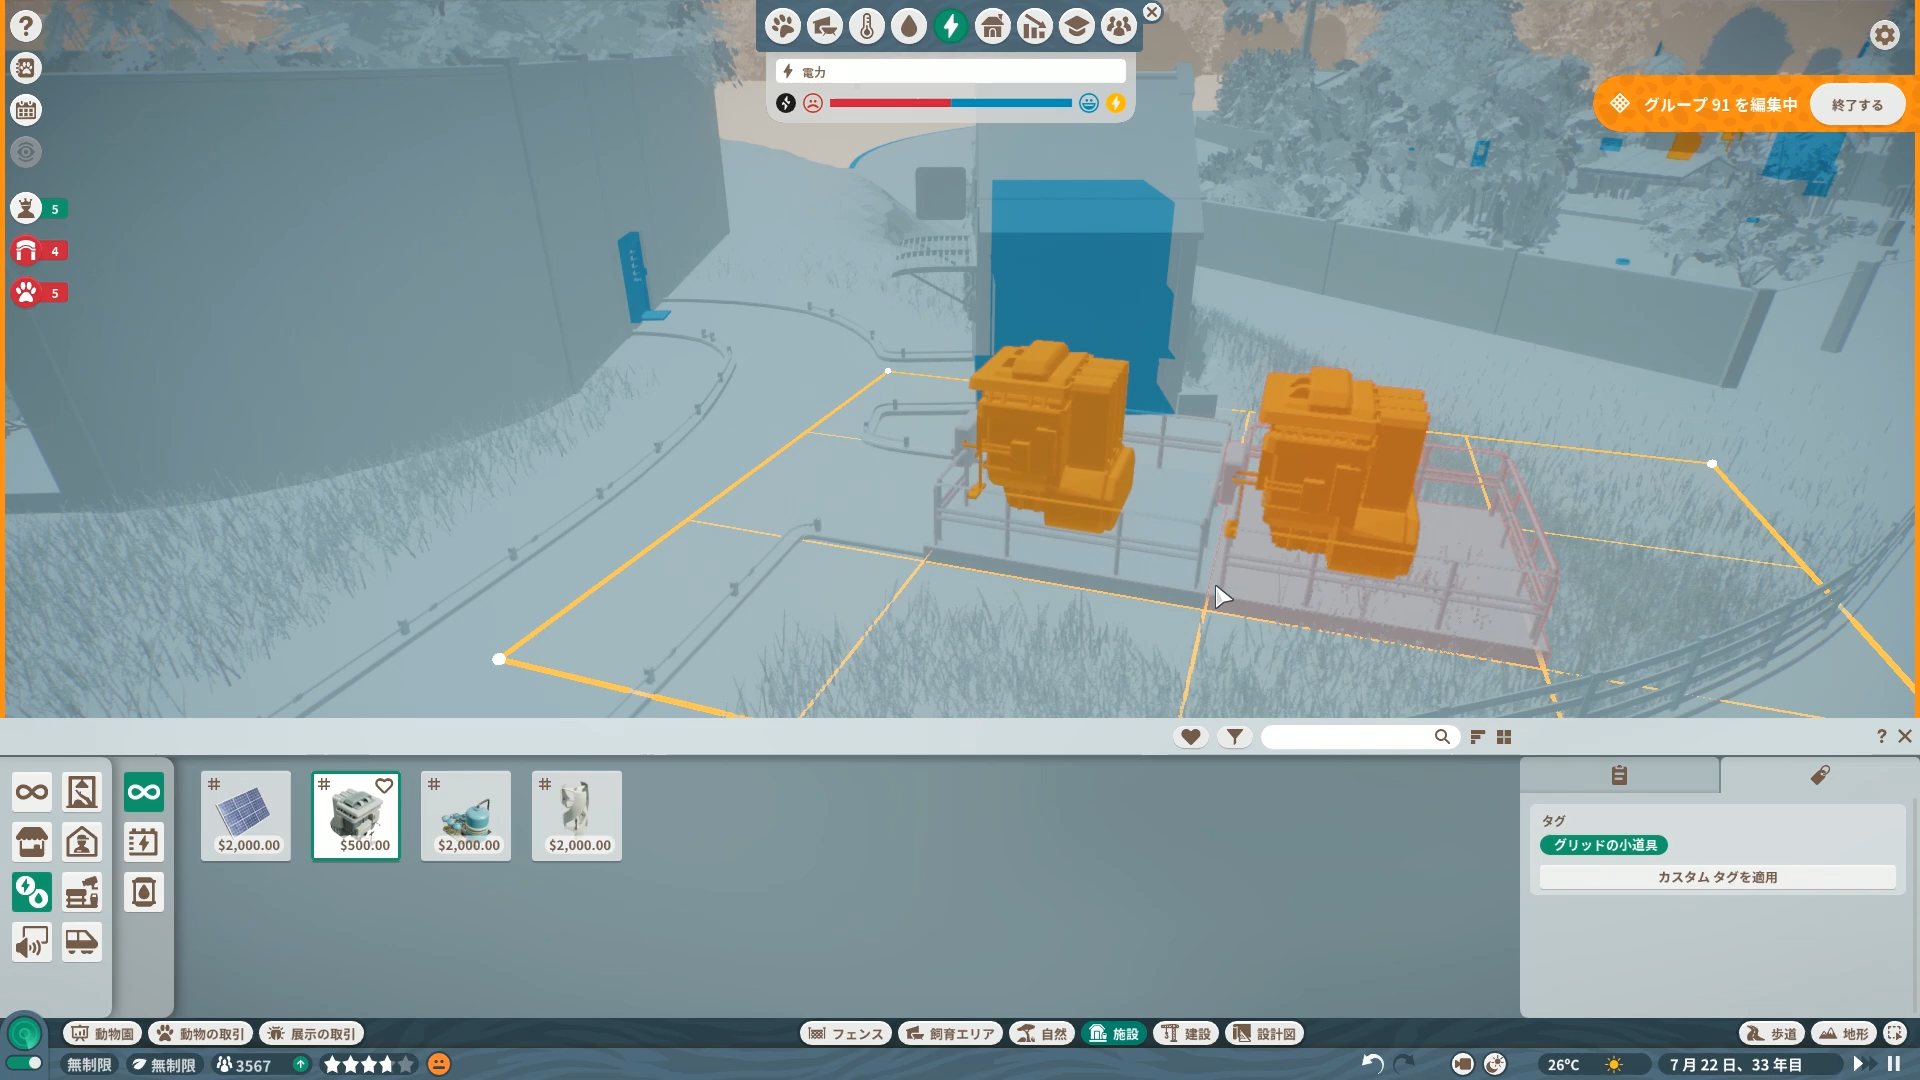 電力
グループ 91 を編集中
終了する
5
4
5
$2,000.00
$500.00
$2,000.00
$2,000.00
タグ
グリッドの小道具
カスタム タグを適用
動物園
動物の取引
展示の取引
フェンス
飼育エリア
自然
施設
建設
設計図
歩道
地形
無制限
無制限
3567
26°C
7 月 22 日、33 年目